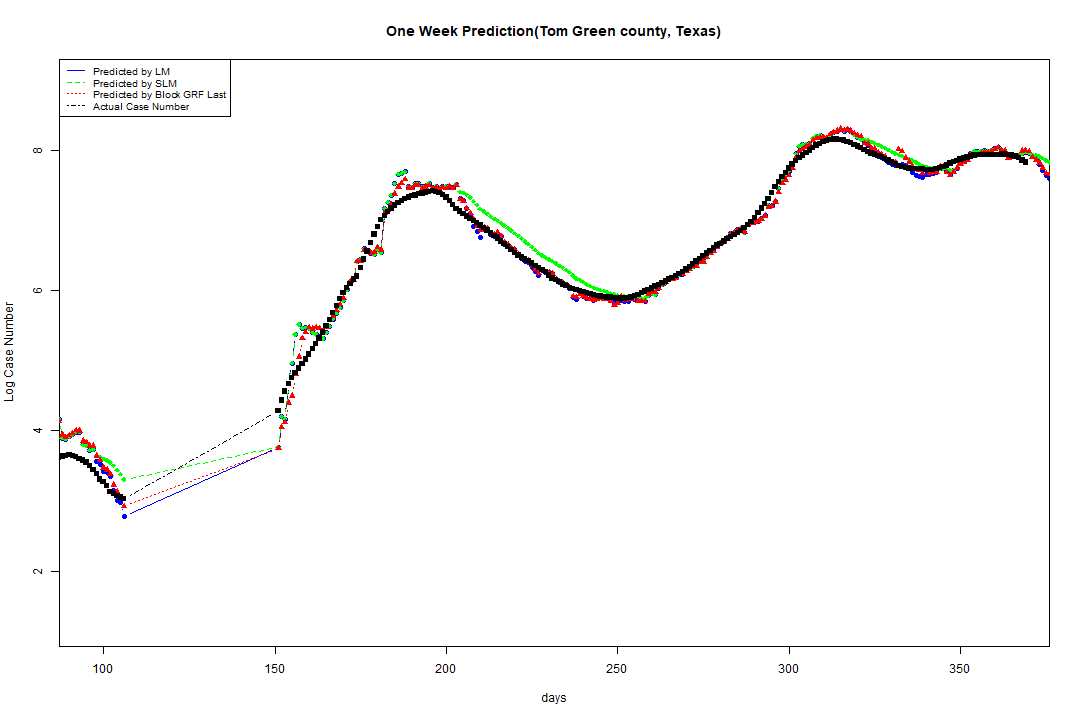 One Week Prediction(Tom Green county, Texas)
Predicted by LM
Predicted by SLM
Predicted by Block GRF Last
Actual Case Number
8
6
4
2
Log Case Number
100 150 200 250 300 350
days